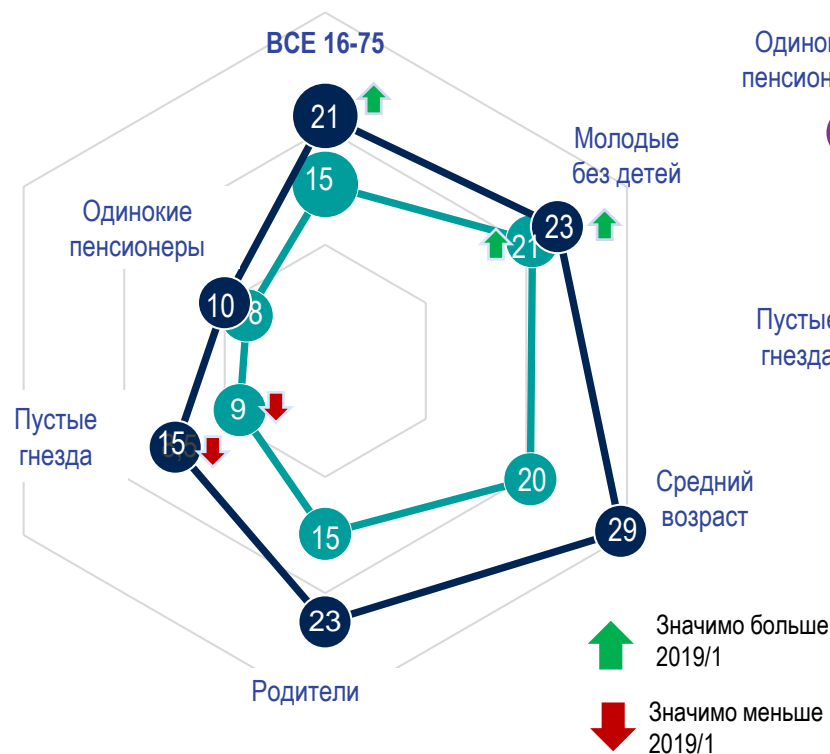 ВСЕ 16-75
21
15
Молодые
без детей
23
21
Одинокие
пенсионеры
10
8
Пустые
гнезда
15
9
20
Средний
возраст
29
15
23
Родители
Значимо больше
2019/1
Значимо меньше
2019/1